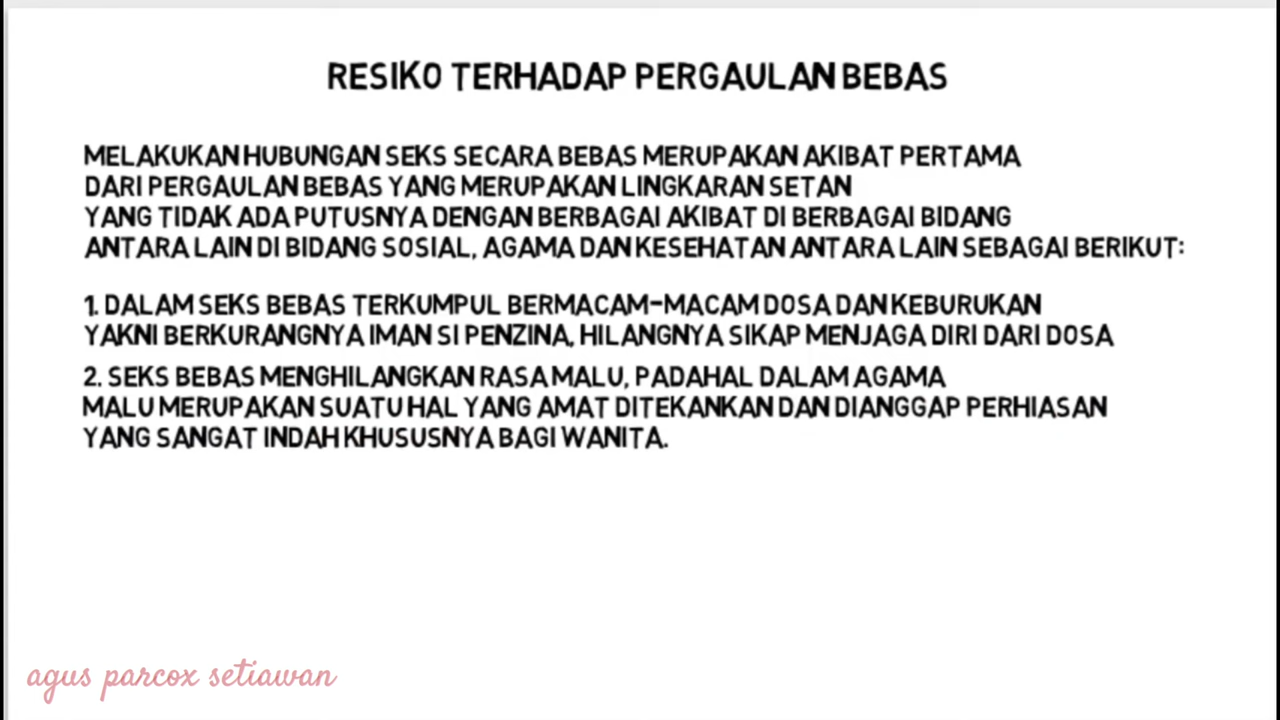 RESIKO TERHADAP PERGAULAN BEBAS
MELAKUKAN HUBUNGAN SEKS SECARA BEBAS MERUPAKAN AKIBAT PERTAMA
DARI PERGAULAN BEBAS YANG MERUPAKAN LINGKARAN SETAN
YANG TIDAK ADA PUTUSNYA DENGAN BERBAGAI AKIBAT DI BERBAGAI BIDANG
ANTARA LAIN DI BIDANG SOSIAL, AGAMA DAN KESEHATAN ANTARA LAIN SEBAGAI BERIKUT:
1. DALAM SEKS BEBAS TERKUMPUL BERMACAM-MACAM DOSA DAN KEBURUKAN
YAKNI BERKURANGNYA IMAN SI PENZINA, HILANGNYA SIKAP MENJAGA DIRI DARI DOSA
2. SEKS BEBAS MENGHILANGKAN RASA MALU, PADAHAL DALAM AGAMA
MALU MERUPAKAN SUATU HAL YANG AMAT DITEKANKAN DAN DIANGGAP PERHIASAN
YANG SANGAT INDAH KHUSUSNYA BAGI WANITA.
agus parcox setiawan